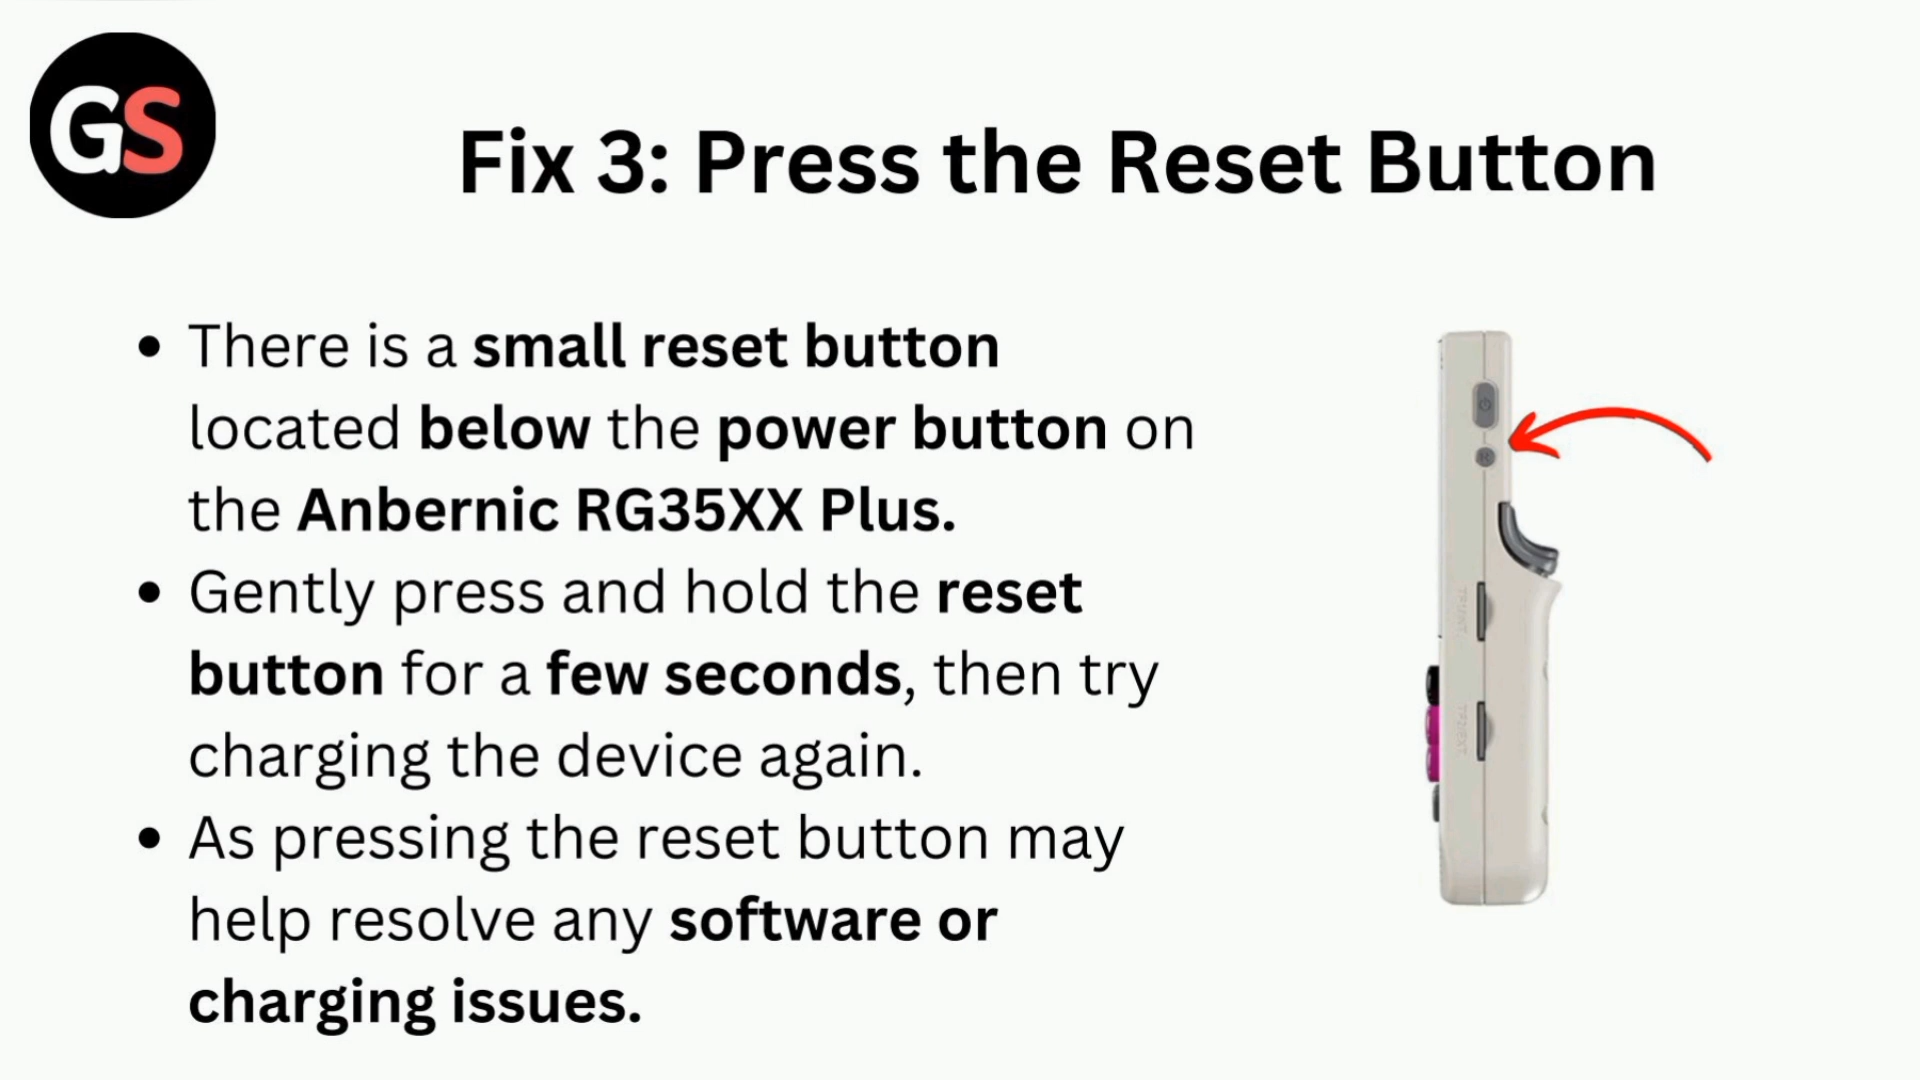 GS
Fix 3: Press the Reset Button
• There is a small reset button
located below the power button on
the Anbernic RG35XX Plus.
• Gently press and hold the reset
button for a few seconds, then try
charging the device again.
• As pressing the reset button may
help resolve any software or
charging issues.
R